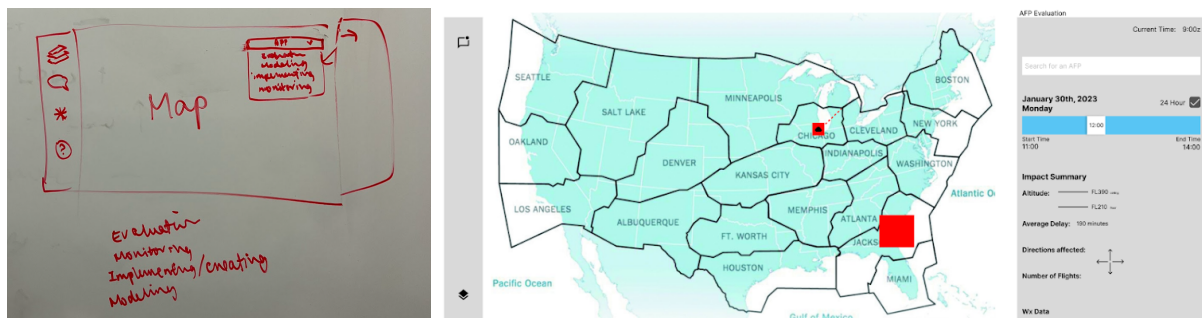 AFP
Evaluation
Modeling
Implementing
Monitoring
Map
?
Evaluation
Monitoring
Implementing/creating
Modeling
SEATTLE
BOSTON
MINNEAPOLIS
SALT LAKE
NEW YORK
CHICAGO
CLEVELAND
OAKLAND
INDIANAPOLIS
DENVER
WASHINGTON
KANSAS CITY
Atlantic Oc
LOS ANGELES
MEMPHIS
ATLANTA
ALBUQUERQUE
FT. WORTH
JACKS
HOUSTON
MIAMI
Pacific Ocean
Gulf of Mexico
AFP Evaluation
Current Time: 9:00z
Search for an AFP
January 30th, 2023
Monday
24 Hour
12:00
Start Time
11:00
End Time
14:00
Impact Summary
Altitude:
FL390
FL210
Average Delay: 190 minutes
Directions affected:
Number of Flights:
Wx Data